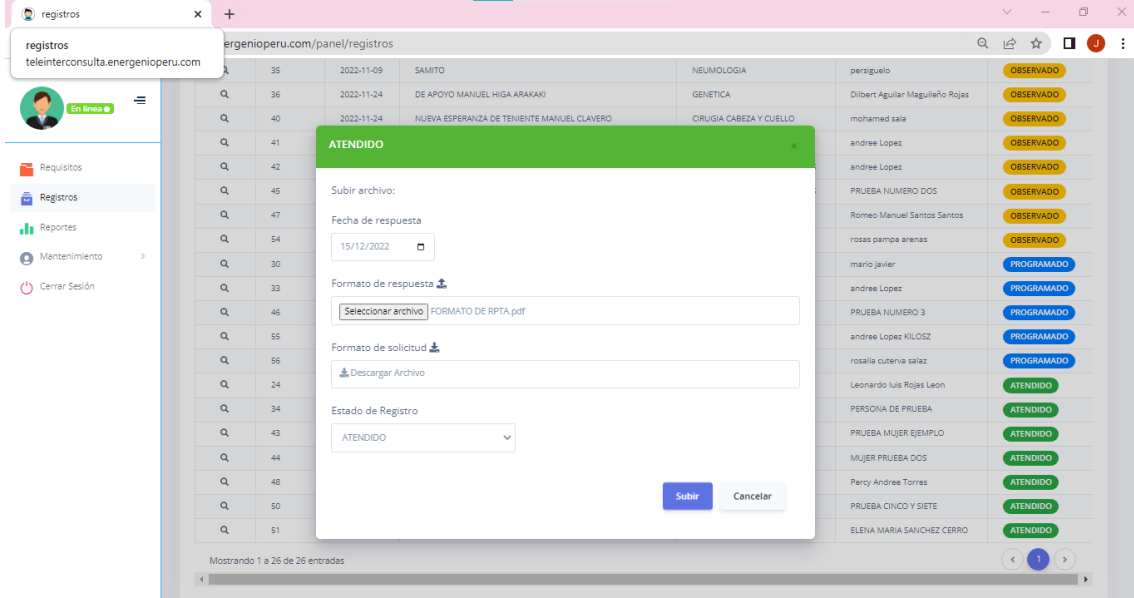 registros
registros
teleinterconsulta.energenioperu.com
ergenioperu.com/panel/registros
J
En linea
Requisitos
Registros
Reportes
Mantenimiento
Cerrar Sesión
35 2022-11-09 SAMITO NEUMOLOGIA persiguelo OBSERVADO
36 2022-11-24 DE APOYO MANUEL HIGA ARAKAKI GENETICA Dilbert Aguilar Maguileño Rojas OBSERVADO
40 2022-11-24 NUEVA ESPERANZA DE TENIENTE MANUEL CLAVERO CIRUGIA CABEZA Y CUELLO mohamed sala OBSERVADO
41 andree Lopez OBSERVADO
42 andree Lopez OBSERVADO
45 PRUEBA NUMERO DOS OBSERVADO
47 Romeo Manuel Santos Santos OBSERVADO
54 rosas pampa arenas OBSERVADO
30 mario javier PROGRAMADO
33 andree Lopez PROGRAMADO
46 PRUEBA NUMERO 3 PROGRAMADO
55 andree Lopez KILOSZ PROGRAMADO
56 rosalia cuterva salaz PROGRAMADO
24 Leonardo luis Rojas Leon ATENDIDO
34 PERSONA DE PRUEBA ATENDIDO
43 PRUEBA MUJER EJEMPLO ATENDIDO
44 MUJER PRUEBA DOS ATENDIDO
48 Percy Andree Torres ATENDIDO
50 PRUEBA CINCO Y SIETE ATENDIDO
51 ELENA MARIA SANCHEZ CERRO ATENDIDO
ATENDIDO ×
Subir archivo:
Fecha de respuesta
15/12/2022
Formato de respuesta
Seleccionar archivo FORMATO DE RPTA.pdf
Formato de solicitud
Descargar Archivo
Estado de Registro
ATENDIDO
Subir Cancelar
Mostrando 1 a 26 de 26 entradas
1